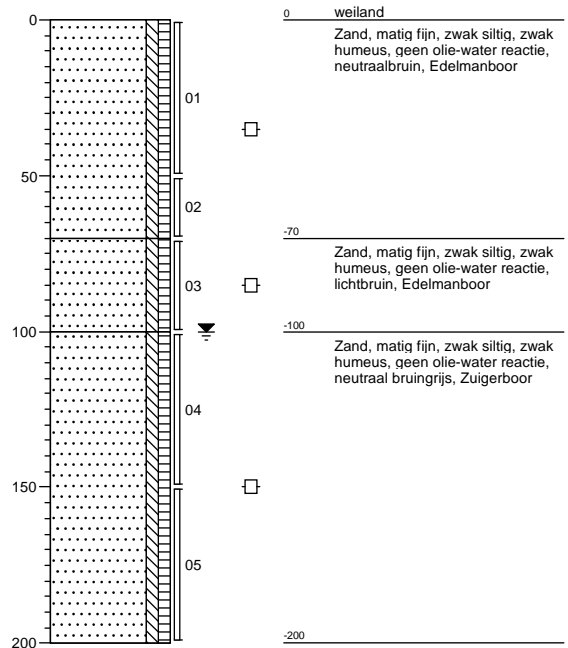 0
50
100
150
200
01
02
03
04
05
0
weiland
Zand, matig fijn, zwak siltig, zwak
humeus, geen olie-water reactie,
neutraalbruin, Edelmanboor
-70
Zand, matig fijn, zwak siltig, zwak
humeus, geen olie-water reactie,
lichtbruin, Edelmanboor
-100
Zand, matig fijn, zwak siltig, zwak
humeus, geen olie-water reactie,
neutraal bruingrijs, Zuigerboor
-200